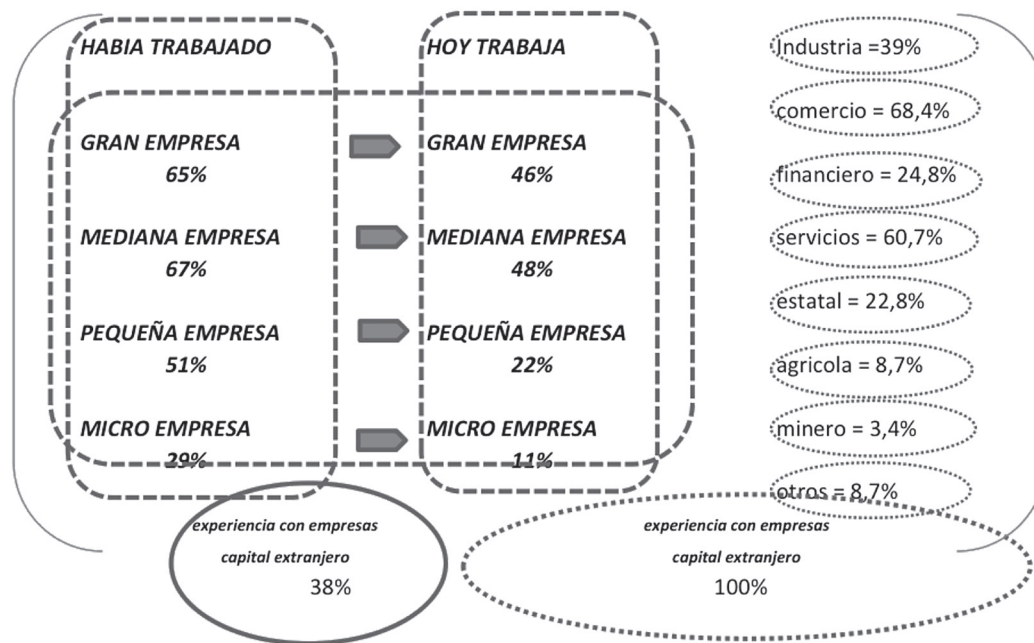 HABIA TRABAJADO
GRAN EMPRESA
65%
MEDIANA EMPRESA
67%
PEQUEÑA EMPRESA
51%
MICRO EMPRESA
29%
HOY TRABAJA
GRAN EMPRESA
46%
MEDIANA EMPRESA
48%
PEQUEÑA EMPRESA
22%
MICRO EMPRESA
11%
Industria =39%
comercio = 68,4%
financiero = 24,8%
servicios = 60,7%
estatal = 22,8%
agricola = 8,7%
minero = 3,4%
otros = 8,7%
experiencia con empresas
capital extranjero
38%
experiencia con empresas
capital extranjero
100%